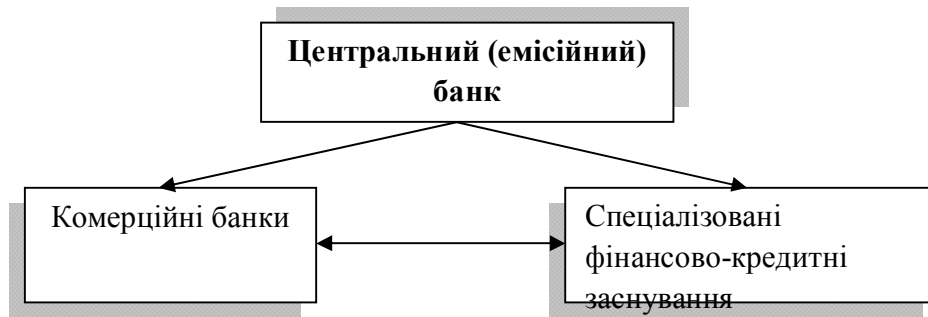 Центральний (емісійний)
банк
Комерційні банки
Спеціалізовані
фінансово-кредитні
заснування